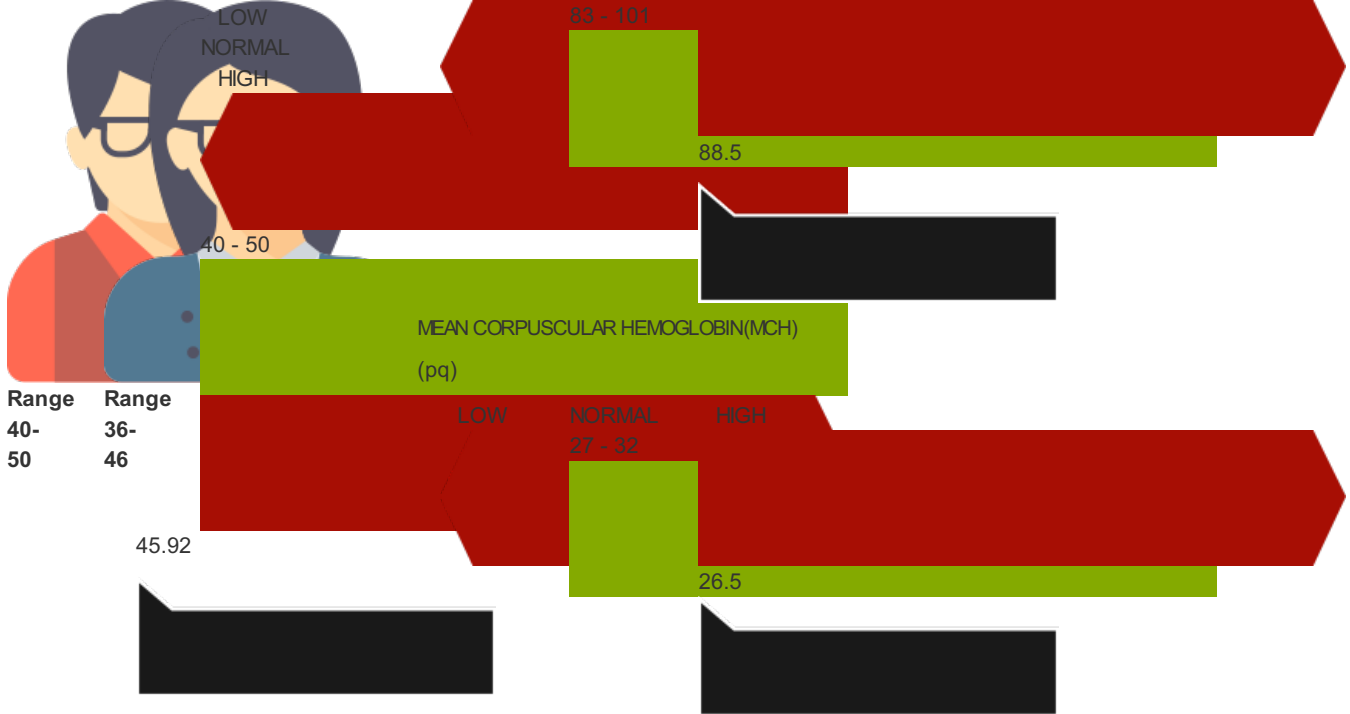 LOW
NORMAL
HIGH
83 - 101
88.5
40 - 50
MEAN CORPUSCULAR HEMOGLOBIN(MCH)
(pq)
Range
40-
50
Range
36-
46
LOW NORMAL HIGH
27 - 32
45.92
26.5